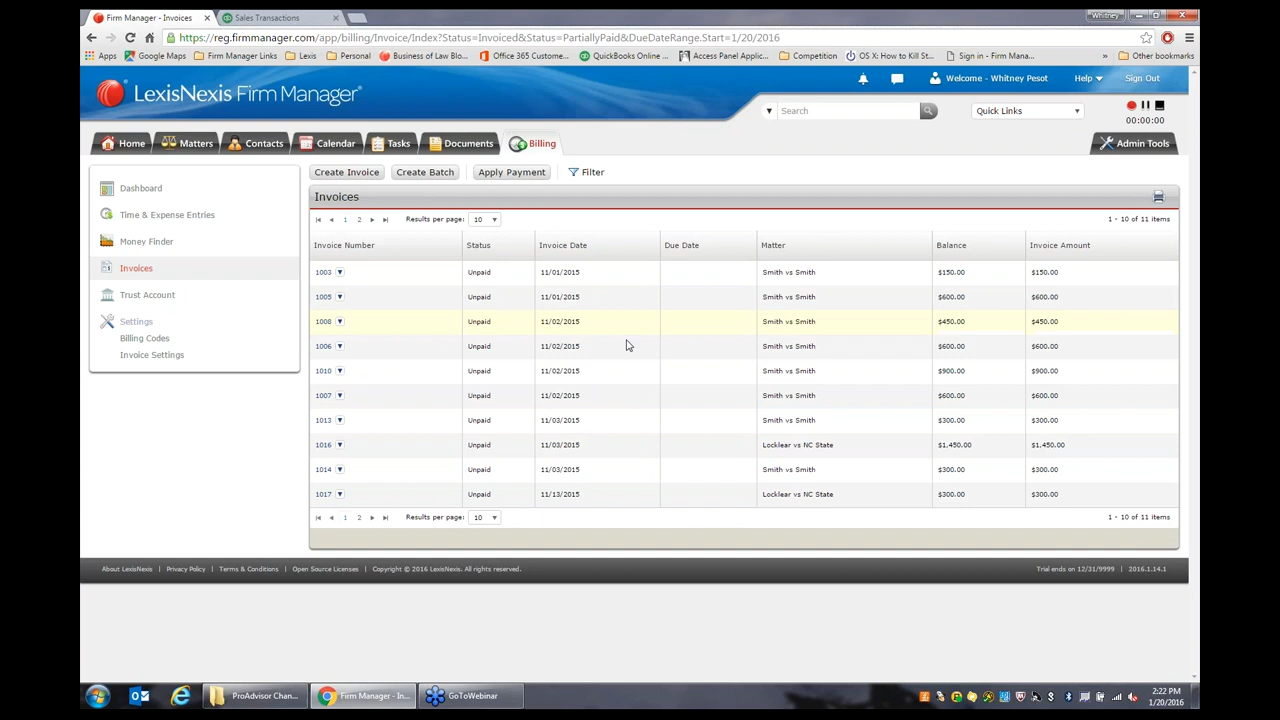 Firm Manager - Invoices
Sales Transactions
Whitney
https://reg.firmmanager.com/app/billing/Invoice/Index?Status=Invoiced&Status=PartiallyPaid&DueDateRange.Start=1/20/2016
Apps Google Maps Firm Manager Links Lexis Personal Business of Law Blo... Office 365 Custome... QuickBooks Online ... Access Panel Applic... Competition OS X: How to Kill St... Sign in - Firm Mana... » Other bookmarks
LexisNexis Firm Manager
Welcome - Whitney Pesot Help Sign Out
Search Quick Links
00:00:00
Home Matters Contacts Calendar Tasks Documents Billing Admin Tools
Dashboard
Time & Expense Entries
Money Finder
Invoices
Trust Account
Settings
Billing Codes
Invoice Settings
Create Invoice Create Batch Apply Payment Filter
Invoices
1 2 Results per page: 10 1 - 10 of 11 items
Invoice Number Status Invoice Date Due Date Matter Balance Invoice Amount
1003 Unpaid 11/01/2015 Smith vs Smith $150.00 $150.00
1005 Unpaid 11/01/2015 Smith vs Smith $600.00 $600.00
1008 Unpaid 11/02/2015 Smith vs Smith $450.00 $450.00
1006 Unpaid 11/02/2015 Smith vs Smith $600.00 $600.00
1010 Unpaid 11/02/2015 Smith vs Smith $900.00 $900.00
1007 Unpaid 11/02/2015 Smith vs Smith $600.00 $600.00
1013 Unpaid 11/03/2015 Smith vs Smith $300.00 $300.00
1016 Unpaid 11/03/2015 Locklear vs NC State $1,450.00 $1,450.00
1014 Unpaid 11/03/2015 Smith vs Smith $300.00 $300.00
1017 Unpaid 11/13/2015 Locklear vs NC State $300.00 $300.00
1 2 Results per page: 10 1 - 10 of 11 items
About LexisNexis | Privacy Policy | Terms & Conditions | Open Source Licenses | Copyright © 2016 LexisNexis. All rights reserved. Trial ends on 12/31/9999 | 2016.1.14.1
ProAdvisor Chan... Firm Manager - In... GoToWebinar
2:22 PM
1/20/2016